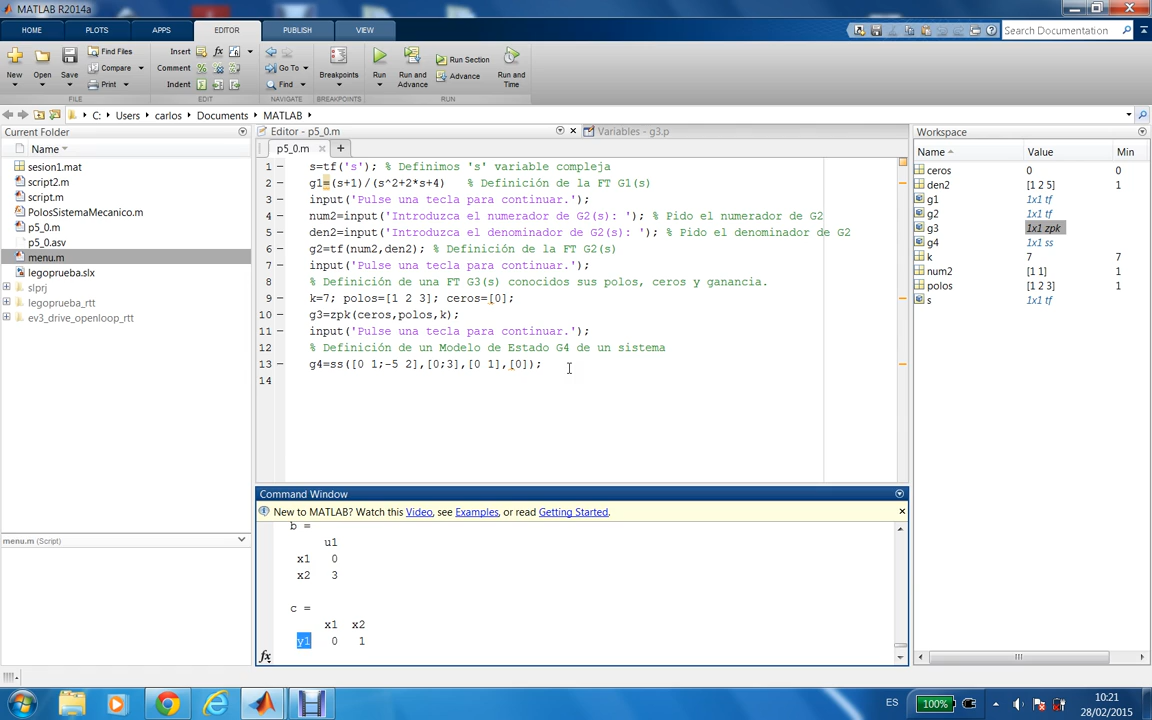 MATLAB R2014a
HOME PLOTS APPS EDITOR PUBLISH VIEW
Search Documentation
New Open Save Find Files Compare Print
Insert Comment Indent
Go To Find
Breakpoints Run Run and Advance Run Section Advance Run and Time
FILE EDIT NAVIGATE BREAKPOINTS RUN
C: Users carlos Documents MATLAB
Current Folder
Name
sesion1.mat
script2.m
script.m
PolosSistemaMecanico.m
p5_0.m
p5_0.asv
menu.m
legoprueba.slx
slprj
legoprueba_rtt
ev3_drive_openloop_rtt
menu.m (Script)
Editor - p5_0.m
Variables - g3.p
p5_0.m
1 s=tf('s'); % Definimos 's' variable compleja
2 g1=(s+1)/(s^2+2*s+4) % Definición de la FT G1(s)
3 input('Pulse una tecla para continuar.');
4 num2=input('Introduzca el numerador de G2(s): '); % Pido el numerador de G2
5 den2=input('Introduzca el denominador de G2(s): '); % Pido el denominador de G2
6 g2=tf(num2,den2); % Definición de la FT G2(s)
7 input('Pulse una tecla para continuar.');
8 % Definición de una FT G3(s) conocidos sus polos, ceros y ganancia.
9 k=7; polos=[1 2 3]; ceros=[0];
10 g3=zpk(ceros,polos,k);
11 input('Pulse una tecla para continuar.');
12 % Definición de un Modelo de Estado G4 de un sistema
13 g4=ss([0 1;-5 2],[0;3],[0 1],[0]);
14
Command Window
New to MATLAB? Watch this Video, see Examples, or read Getting Started.
b =
u1
x1 0
x2 3
c =
x1 x2
y1 0 1
fx
Workspace
Name Value Min
ceros 0 0
den2 [1 2 5] 1
g1 1x1 tf
g2 1x1 tf
g3 1x1 zpk
g4 1x1 ss
k 7 7
num2 [1 1] 1
polos [1 2 3] 1
s 1x1 tf
ES
100%
10:21
28/02/2015